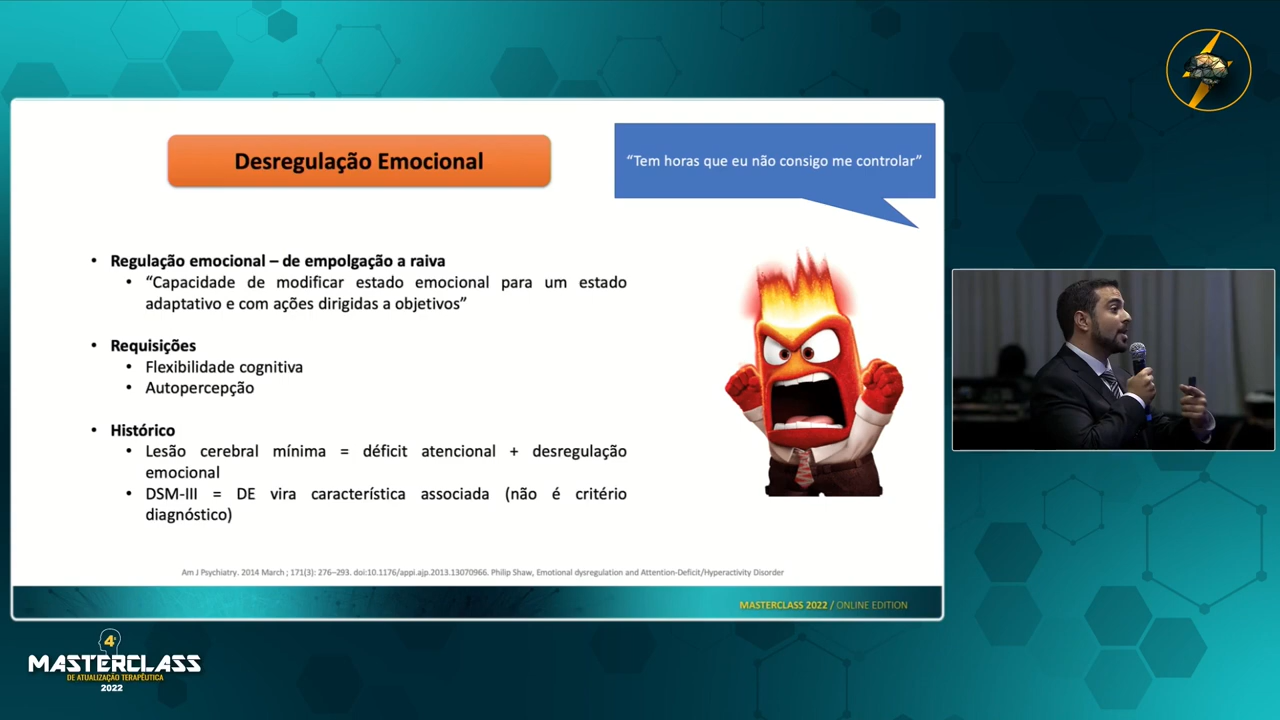 Desregulação Emocional
“Tem horas que eu não consigo me controlar”
• Regulação emocional – de empolgação a raiva
• “Capacidade de modificar estado emocional para um estado
adaptativo e com ações dirigidas a objetivos”
• Requisições
• Flexibilidade cognitiva
• Autopercepção
• Histórico
• Lesão cerebral mínima = déficit atencional + desregulação
emocional
• DSM-III = DE vira característica associada (não é critério
diagnóstico)
Am J Psychiatry. 2014 March ; 171(3): 276–293. doi:10.1176/appi.ajp.2013.13070966. Philip Shaw, Emotional dysregulation and Attention-Deficit/Hyperactivity Disorder
MASTERCLASS 2022 / ONLINE EDITION
4ª
MASTERCLASS
DE ATUALIZAÇÃO TERAPÊUTICA
2022